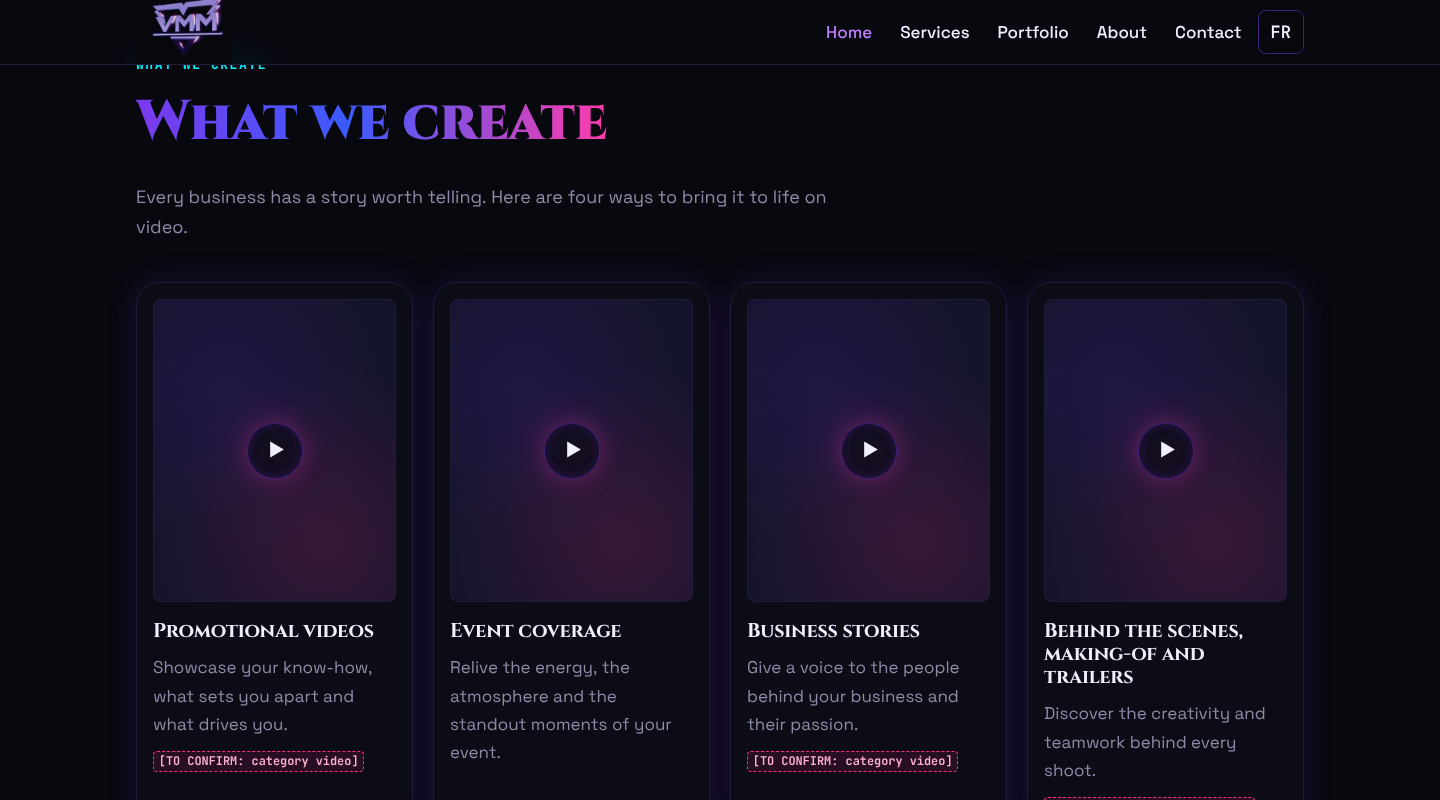 VMM
Home
Services
Portfolio
About
Contact
FR
WHAT WE CREATE
What we create
Every business has a story worth telling. Here are four ways to bring it to life on
video.
Promotional videos
Showcase your know-how,
what sets you apart and
what drives you.
[TO CONFIRM: category video]
Event coverage
Relive the energy, the
atmosphere and the
standout moments of your
event.
Business stories
Give a voice to the people
behind your business and
their passion.
[TO CONFIRM: category video]
Behind the scenes,
making-of and
trailers
Discover the creativity and
teamwork behind every
shoot.